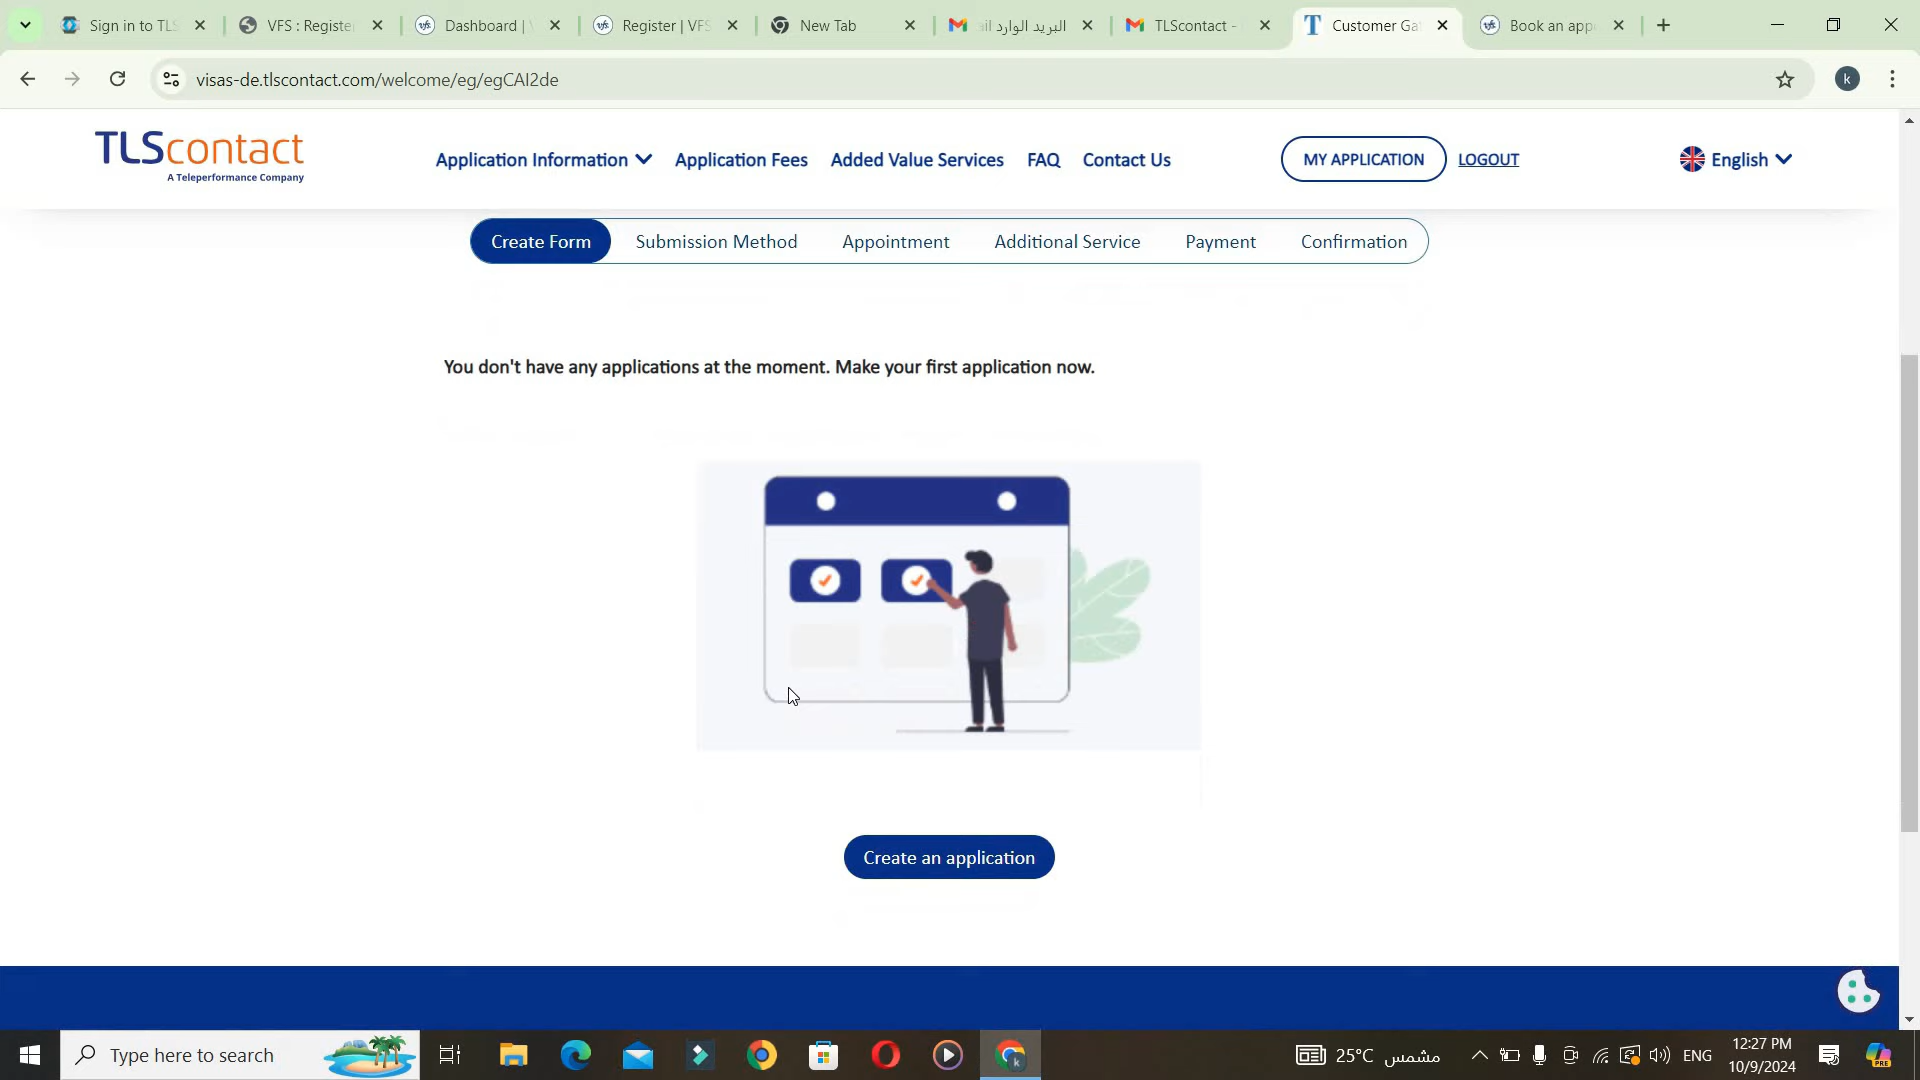 Sign in to TLS
VFS : Register
Dashboard | V
Register | VFS
New Tab
البريد الوارد ail
TLScontact -
Customer Ga
Book an appo
visas-de.tlscontact.com/welcome/eg/egCAI2de
k
TLScontact
A Teleperformance Company
Application Information
Application Fees
Added Value Services
FAQ
Contact Us
MY APPLICATION
LOGOUT
English
Create Form
Submission Method
Appointment
Additional Service
Payment
Confirmation
You don't have any applications at the moment. Make your first application now.
Create an application
Type here to search
25°C مشمس
ENG
12:27 PM
10/9/2024